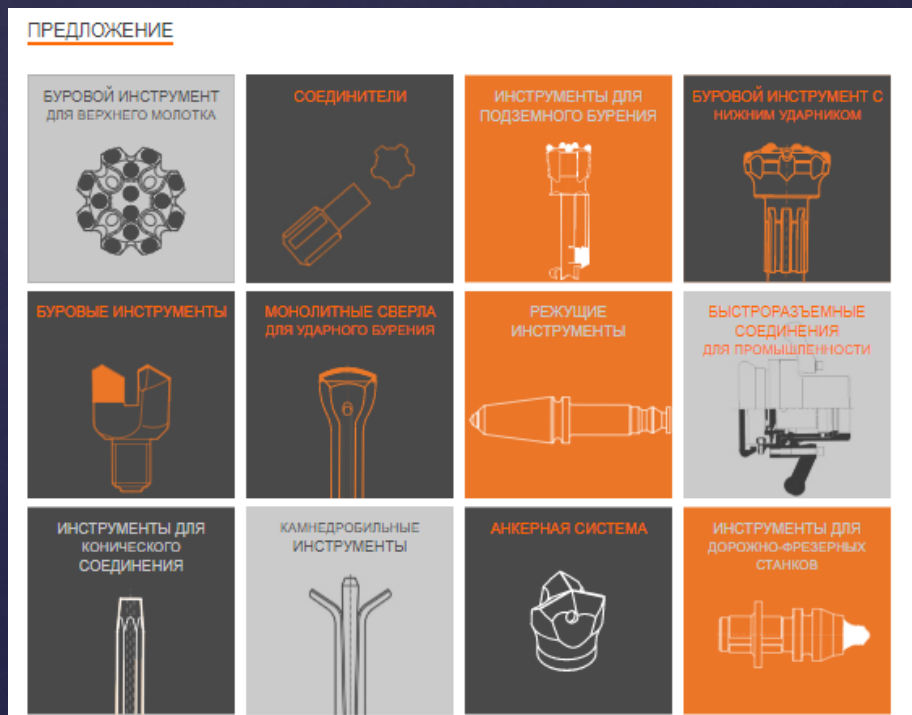 ПРЕДЛОЖЕНИЕ
БУРОВОЙ ИНСТРУМЕНТ
ДЛЯ ВЕРХНЕГО МОЛОТКА
СОЕДИНИТЕЛИ
ИНСТРУМЕНТЫ ДЛЯ
ПОДЗЕМНОГО БУРЕНИЯ
БУРОВОЙ ИНСТРУМЕНТ С
НИЖНИМ УДАРНИКОМ
БУРОВЫЕ ИНСТРУМЕНТЫ
МОНОЛИТНЫЕ СВЕРЛА
ДЛЯ УДАРНОГО БУРЕНИЯ
РЕЖУЩИЕ
ИНСТРУМЕНТЫ
БЫСТРОРАЗЪЕМНЫЕ
СОЕДИНЕНИЯ
ДЛЯ ПРОМЫШЛЕННОСТИ
ИНСТРУМЕНТЫ ДЛЯ
КОНИЧЕСКОГО
СОЕДИНЕНИЯ
КАМНЕДРОБИЛЬНЫЕ
ИНСТРУМЕНТЫ
АНКЕРНАЯ СИСТЕМА
ИНСТРУМЕНТЫ ДЛЯ
ДОРОЖНО-ФРЕЗЕРНЫХ
СТАНКОВ